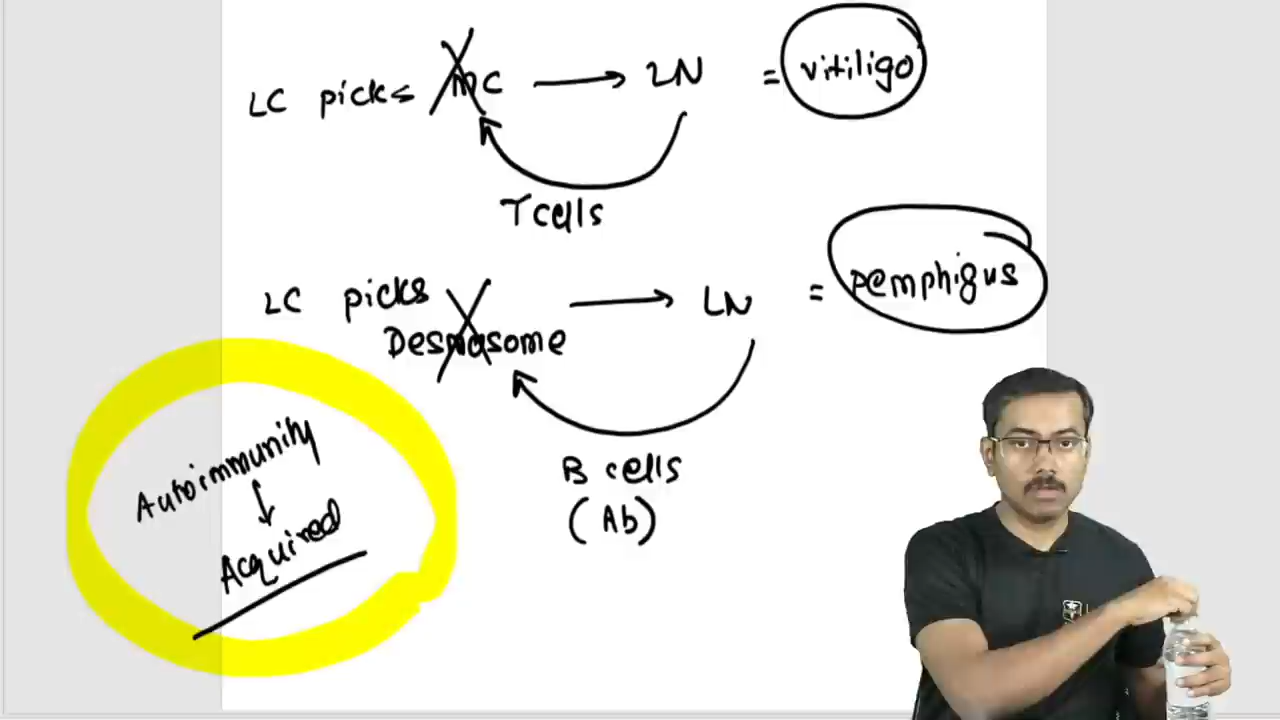 LC picks mC → LN = vitiligo
T cells
LC picks → LN = pemphigus
Desmosome
B cells
(Ab)
Autoimmunity
↓
Acquired